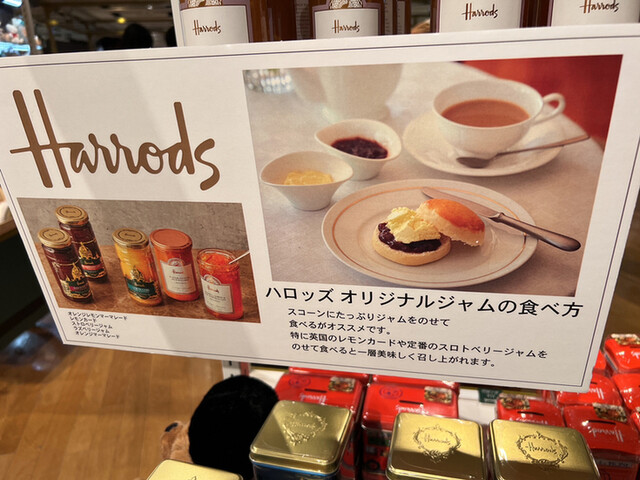 Harrods
Harrods
Harrods
Harrods
Harrods
ハロッズ オリジナルジャムの食べ方
スコーンにたっぷりジャムをのせて
食べるがオススメです。
特に英国のレモンカードや定番のスロトベリージャムを
のせて食べると一層美味しく召し上がれます。
オレンジレモンマーマレード
レモンカード
ストロベリージャム
ラズベリージャム
オレンジマーマレード
Harrods
Harrods
Harrods
Harrods